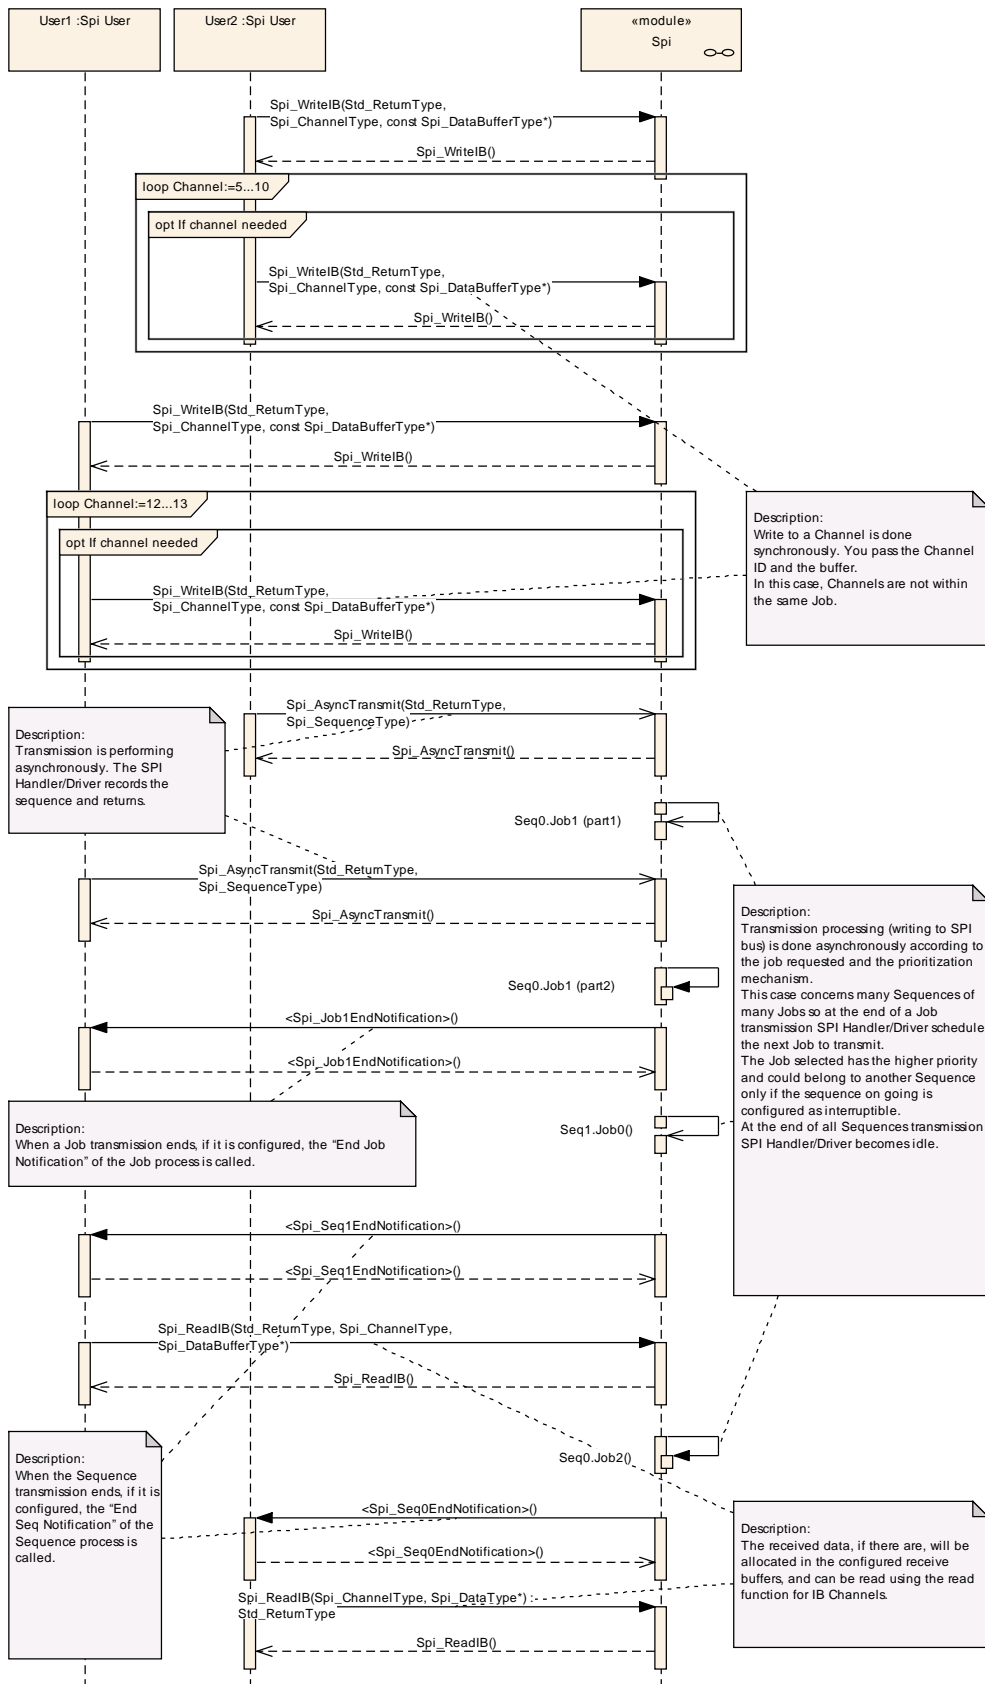 User1 :Spi User
User2 :Spi User
«module»
Spi
Spi_WriteIB(Std_ReturnType,
Spi_ChannelType, const Spi_DataBufferType*)
Spi_WriteIB()
loop Channel:=5...10
opt If channel needed
Spi_WriteIB(Std_ReturnType,
Spi_ChannelType, const Spi_DataBufferType*)
Spi_WriteIB()
Spi_WriteIB(Std_ReturnType,
Spi_ChannelType, const Spi_DataBufferType*)
Spi_WriteIB()
loop Channel:=12...13
opt If channel needed
Spi_WriteIB(Std_ReturnType,
Spi_ChannelType, const Spi_DataBufferType*)
Spi_WriteIB()
Description:
Write to a Channel is done
synchronously. You pass the Channel
ID and the buffer.
In this case, Channels are not within
the same Job.
Spi_AsyncTransmit(Std_ReturnType,
Spi_SequenceType)
Spi_AsyncTransmit()
Description:
Transmission is performing
asynchronously. The SPI
Handler/Driver records the
sequence and returns.
Seq0.Job1 (part1)
Spi_AsyncTransmit(Std_ReturnType,
Spi_SequenceType)
Spi_AsyncTransmit()
Description:
Transmission processing (writing to SPI
bus) is done asynchronously according to
the job requested and the prioritization
mechanism.
This case concerns many Sequences of
many Jobs so at the end of a Job
transmission SPI Handler/Driver schedule
the next Job to transmit.
The Job selected has the higher priority
and could belong to another Sequence
only if the sequence on going is
configured as interruptible.
At the end of all Sequences transmission
SPI Handler/Driver becomes idle.
Seq0.Job1 (part2)
<Spi_Job1EndNotification>()
<Spi_Job1EndNotification>()
Description:
When a Job transmission ends, if it is configured, the “End Job
Notification” of the Job process is called.
Seq1.Job0()
<Spi_Seq1EndNotification>()
<Spi_Seq1EndNotification>()
Spi_ReadIB(Std_ReturnType, Spi_ChannelType,
Spi_DataBufferType*)
Spi_ReadIB()
Description:
When the Sequence
transmission ends, if it is
configured, the “End
Seq Notification” of the
Sequence process is
called.
Seq0.Job2()
<Spi_Seq0EndNotification>()
<Spi_Seq0EndNotification>()
Description:
The received data, if there are, will be
allocated in the configured receive
buffers, and can be read using the read
function for IB Channels.
Spi_ReadIB(Spi_ChannelType, Spi_DataType*) :
Std_ReturnType
Spi_ReadIB()